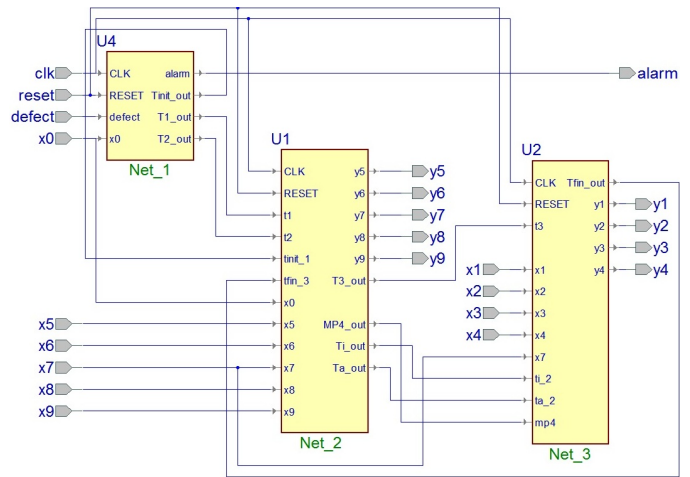 U4
clk
CLK
alarm
alarm
reset
RESET
Tinit_out
defect
defect
T1_out
x0
x0
T2_out
Net_1
U1
CLK
y5
y5
RESET
y6
y6
t1
y7
y7
t2
y8
y8
tinit_1
y9
y9
tfin_3
T3_out
x0
x5
x5
MP4_out
x6
x6
Ti_out
x7
x7
Ta_out
x8
x8
x9
x9
Net_2
U2
CLK
Tfin_out
RESET
y1
y1
t3
y2
y2
y3
y3
x1
x1
y4
y4
x2
x2
x3
x3
x4
x4
x7
ti_2
ta_2
mp4
Net_3